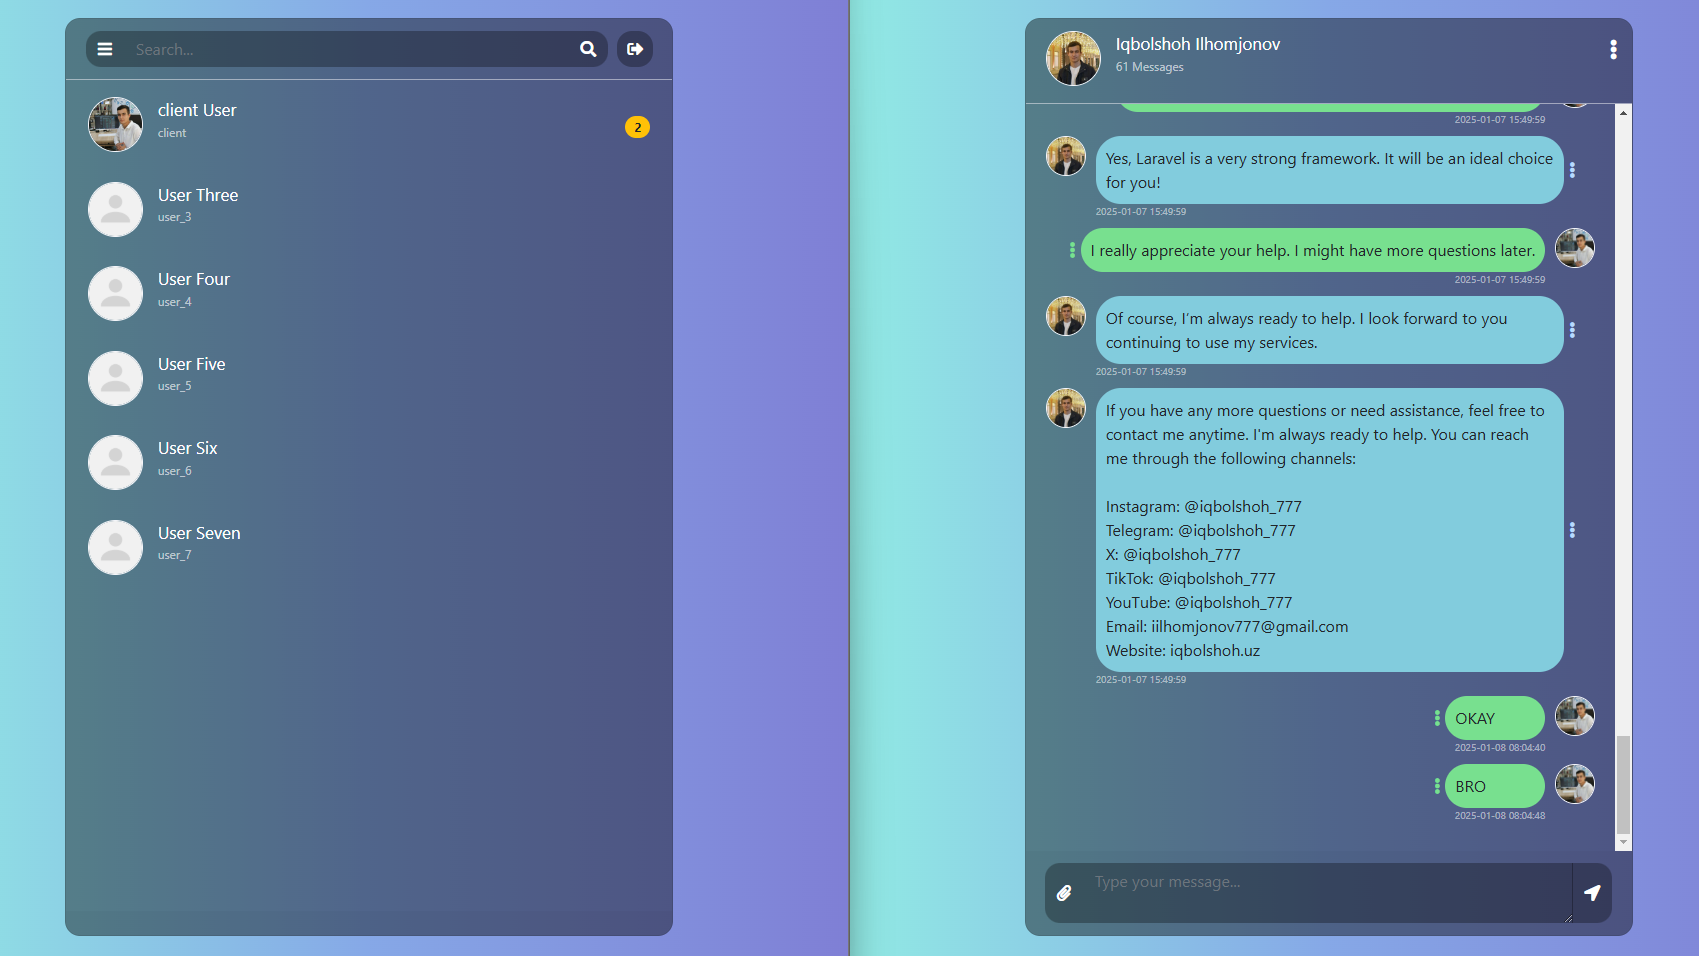 Search...
client User
client
2
User Three
user_3
User Four
user_4
User Five
user_5
User Six
user_6
User Seven
user_7
Iqbolshoh Ilhomjonov
61 Messages
2025-01-07 15:49:59
Yes, Laravel is a very strong framework. It will be an ideal choice
for you!
2025-01-07 15:49:59
I really appreciate your help. I might have more questions later.
2025-01-07 15:49:59
Of course, I’m always ready to help. I look forward to you
continuing to use my services.
2025-01-07 15:49:59
If you have any more questions or need assistance, feel free to
contact me anytime. I'm always ready to help. You can reach
me through the following channels:
Instagram: @iqbolshoh_777
Telegram: @iqbolshoh_777
X: @iqbolshoh_777
TikTok: @iqbolshoh_777
YouTube: @iqbolshoh_777
Email: iilhomjonov777@gmail.com
Website: iqbolshoh.uz
2025-01-07 15:49:59
OKAY
2025-01-08 08:04:40
BRO
2025-01-08 08:04:48
Type your message...